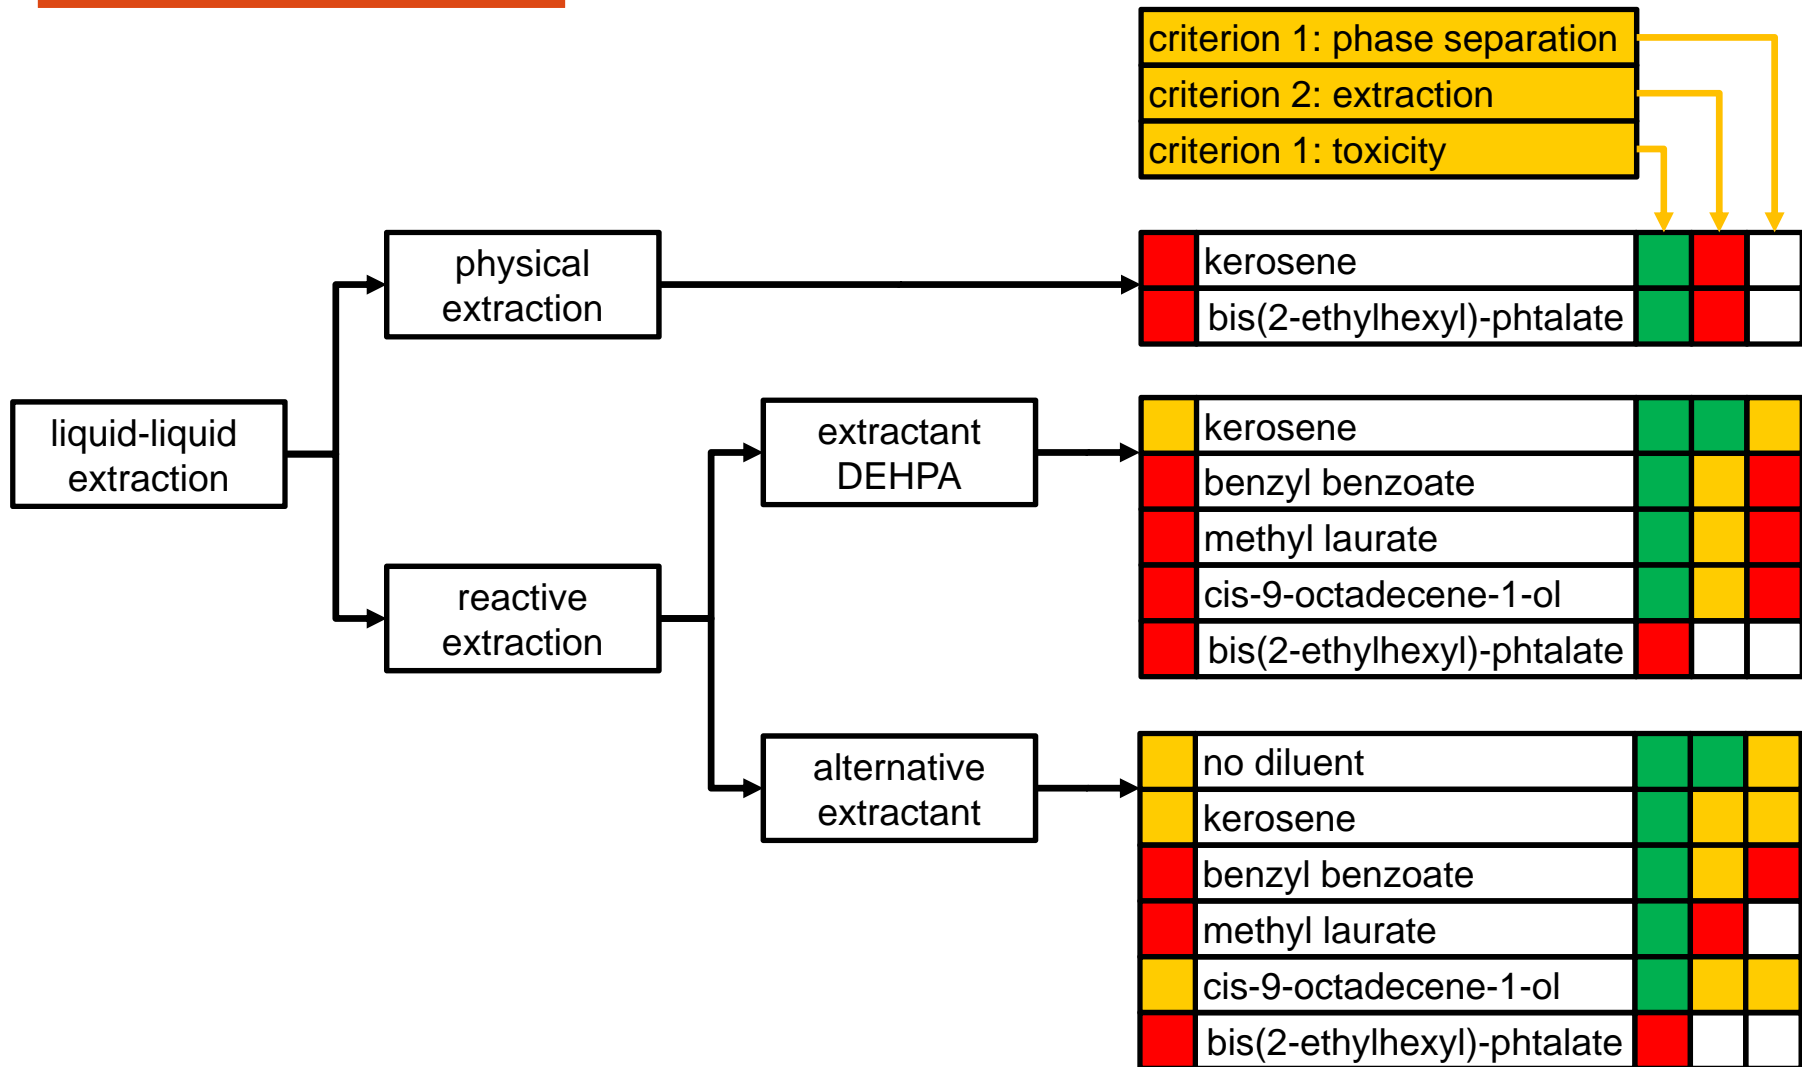 criterion 1: phase separation
criterion 2: extraction
criterion 1: toxicity
physical
extraction
kerosene
bis(2-ethylhexyl)-phtalate
liquid-liquid
extraction
extractant
DEHPA
kerosene
benzyl benzoate
methyl laurate
cis-9-octadecene-1-ol
bis(2-ethylhexyl)-phtalate
reactive
extraction
alternative
extractant
no diluent
kerosene
benzyl benzoate
methyl laurate
cis-9-octadecene-1-ol
bis(2-ethylhexyl)-phtalate